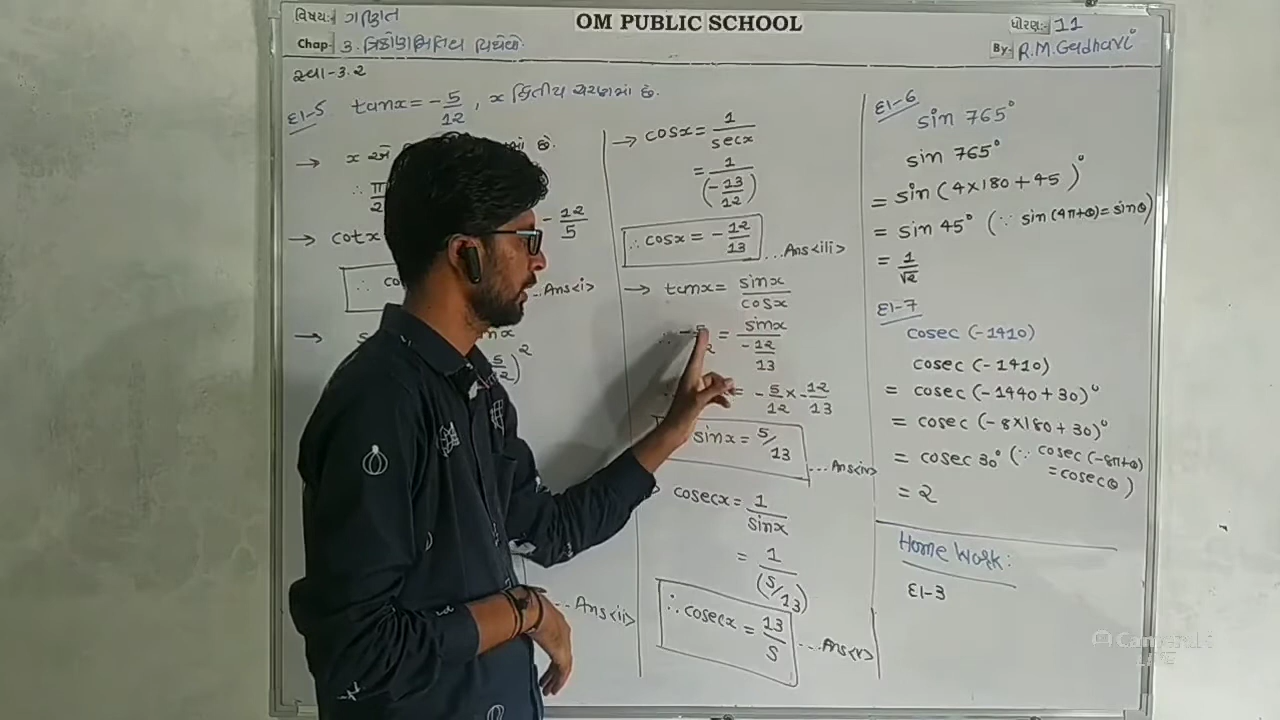 વિષય:- ગણિત
OM PUBLIC SCHOOL
ધોરણ:- 11
Chap- 3. ત્રિકોણમિતિય વિધેયો.
By:- R.M. Gadhavi
સ્વા-3.2
દા-5 tanx = -5/12 , x દ્વિતીય ચરણમાં છે.
→ x
છે.
∴ π/2
→ cotx
-12/5
...Ans<i>
→
...Ans<ii>
→ cosx = 1/secx
= 1/(-13/12)
∴ cosx = -12/13 ...Ans<iii>
→ tanx = sinx/cosx
= sinx/(-12/13)
= -5/12 × -12/13
sinx = 5/13 ...Ans<iv>
cosecx = 1/sinx
= 1/(5/13)
∴ cosecx = 13/5 ...Ans<v>
દા-6 sin 765°
sin 765°
= sin (4×180+45)°
= sin 45° (∵ sin(4π+θ)=sinθ)
= 1/√2
દા-7
cosec (-1410)
cosec (-1410)
= cosec (-1440+30)°
= cosec (-8×180+30)°
= cosec 30° (∵ cosec(-8π+θ)
=cosecθ)
= 2
Home Work:
દા-3